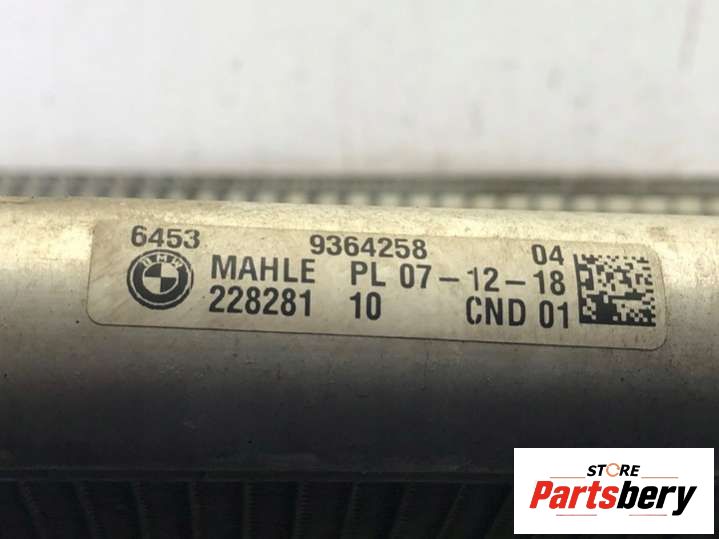 6453 9364258 04
BMW MAHLE PL 07-12-18
228281 10 CND 01
STORE
Partsbery